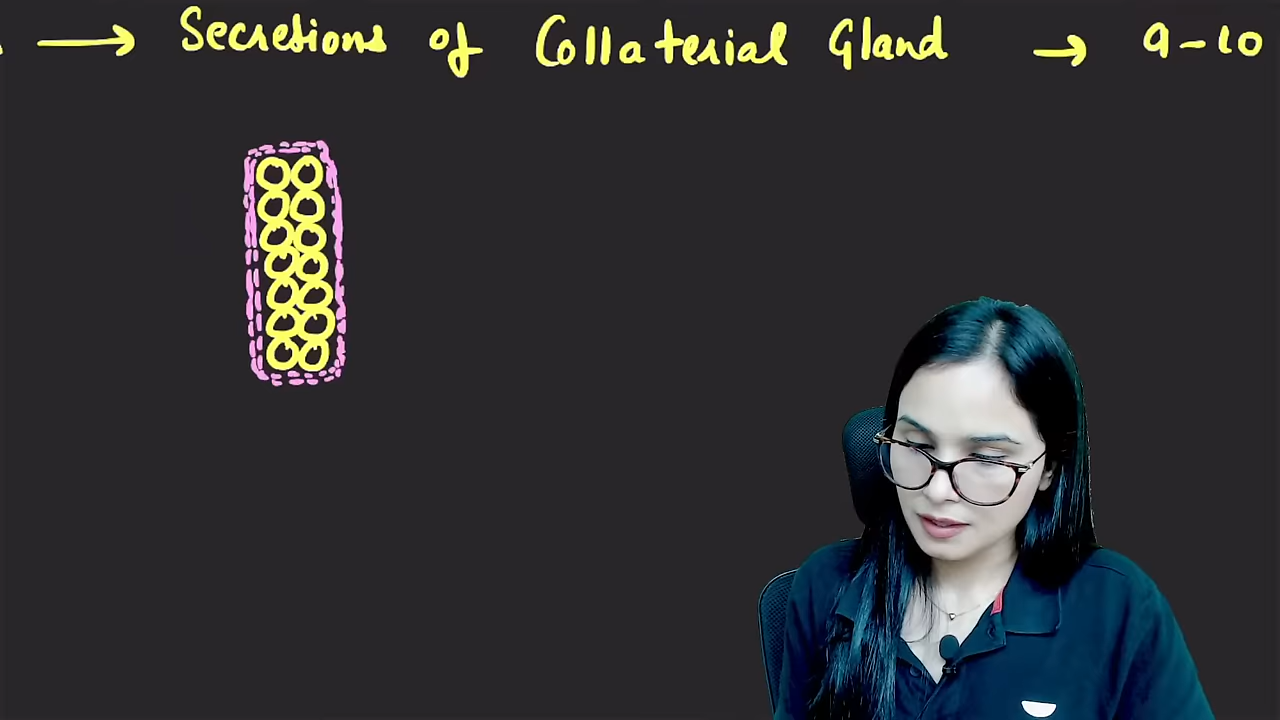 → Secretions of Collaterial Gland → 9-10